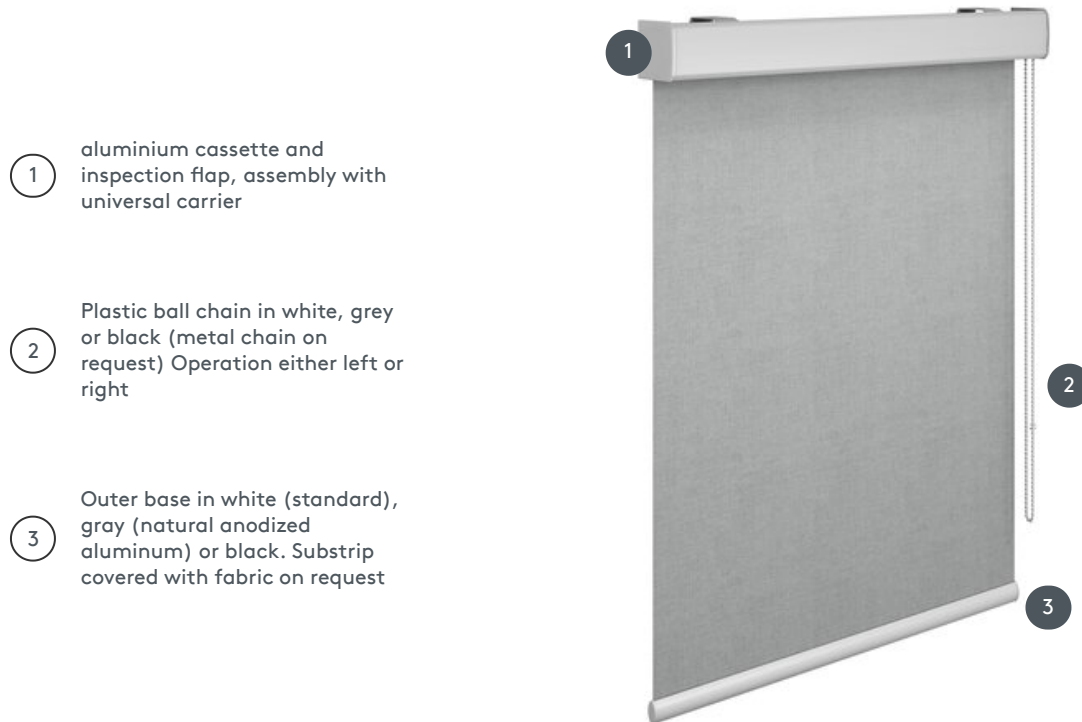 1
aluminium cassette and
inspection flap, assembly with
universal carrier
2
Plastic ball chain in white, grey
or black (metal chain on
request) Operation either left or
right
3
Outer base in white (standard),
gray (natural anodized
aluminum) or black. Substrip
covered with fabric on request
1
2
3